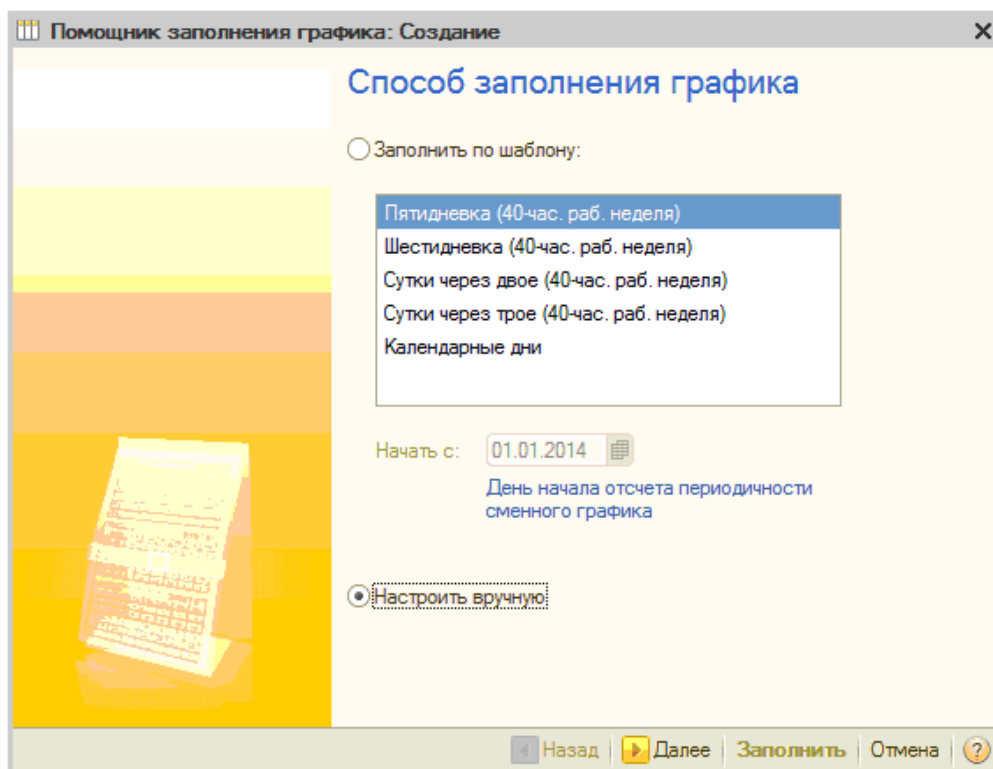 Помощник заполнения графика: Создание
Способ заполнения графика
Заполнить по шаблону:
Пятидневка (40-час. раб. неделя)
Шестидневка (40-час. раб. неделя)
Сутки через двое (40-час. раб. неделя)
Сутки через трое (40-час. раб. неделя)
Календарные дни
Начать с: 01.01.2014
День начала отсчета периодичности
сменного графика
Настроить вручную
Назад Далее Заполнить Отмена ?